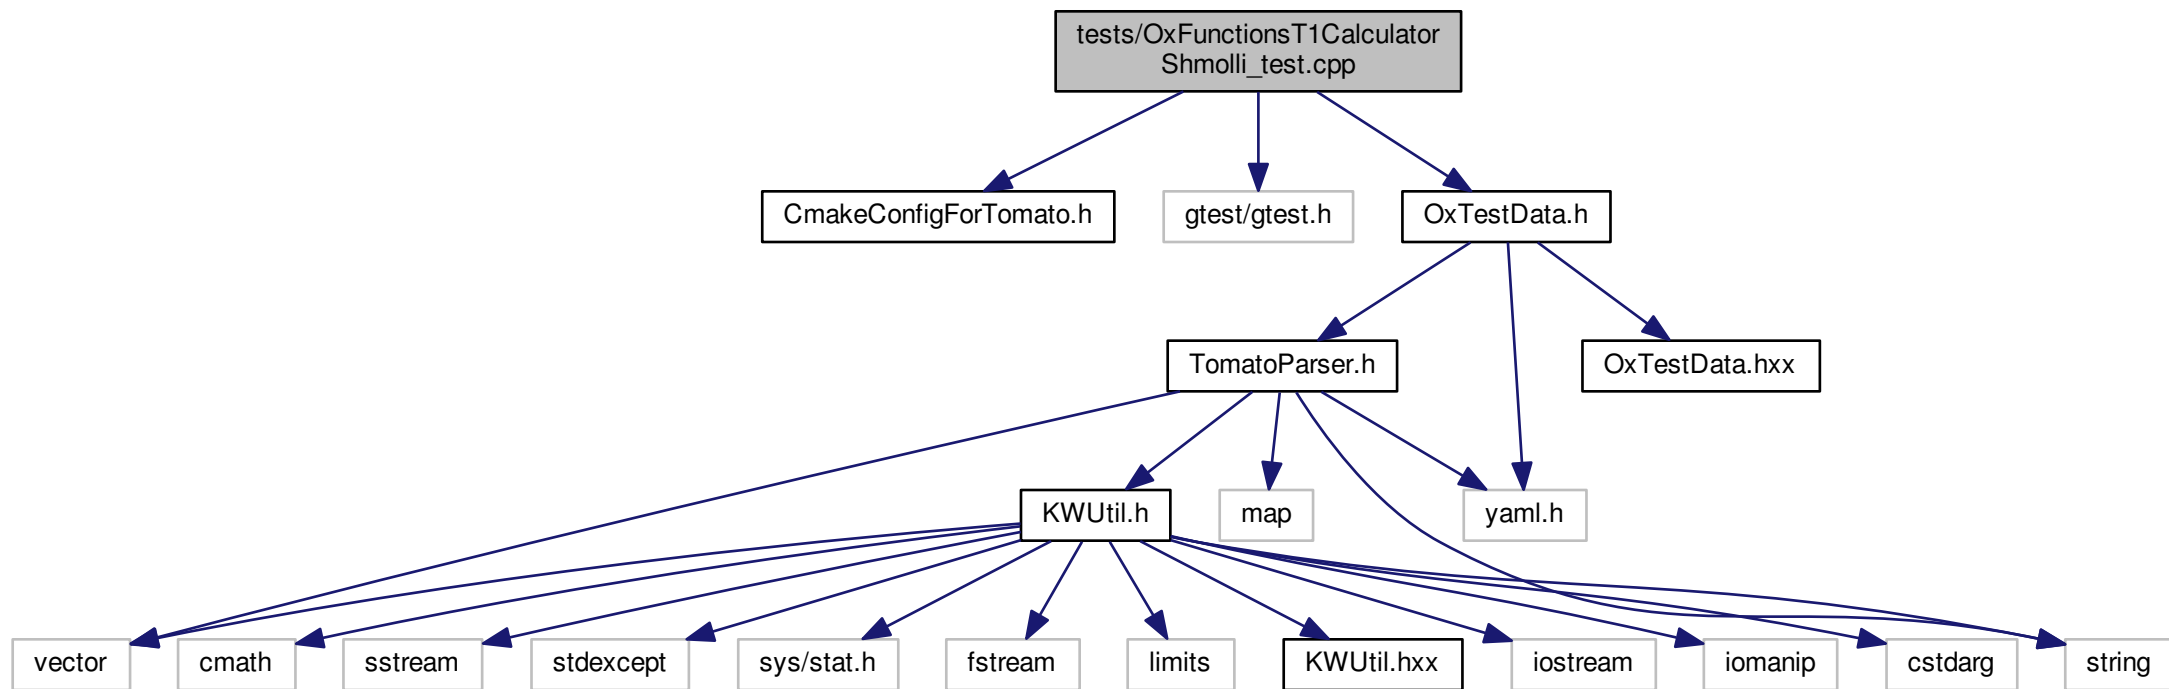 tests/OxFunctionsT1Calculator
Shmolli_test.cpp
CmakeConfigForTomato.h
gtest/gtest.h
OxTestData.h
TomatoParser.h
OxTestData.hxx
KWUtil.h
map
yaml.h
vector
cmath
sstream
stdexcept
sys/stat.h
fstream
limits
KWUtil.hxx
iostream
iomanip
cstdarg
string